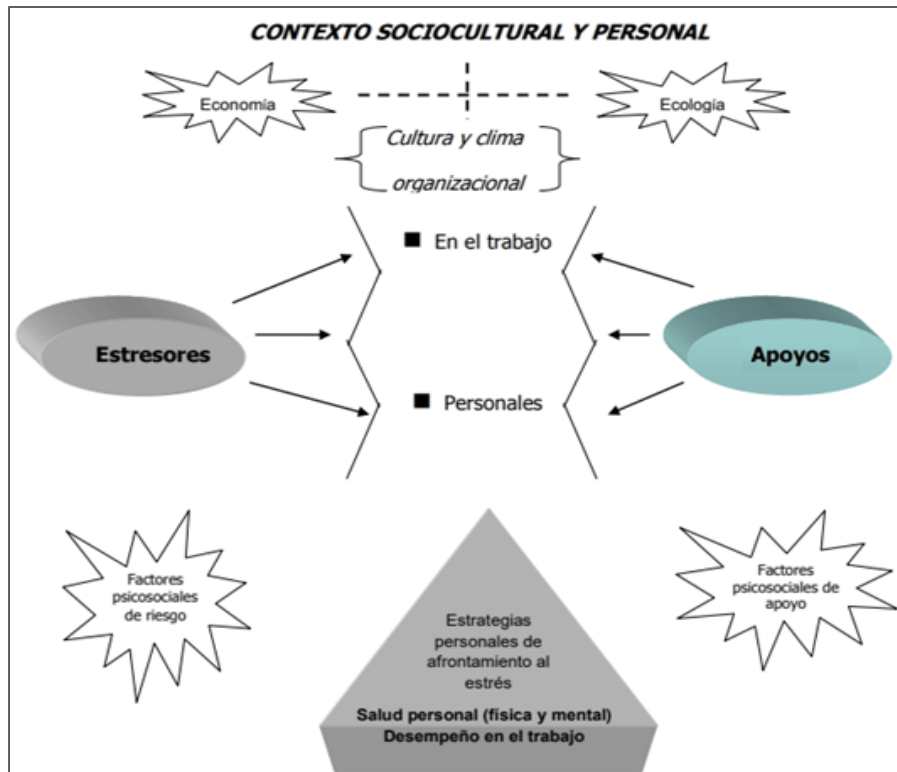 CONTEXTO SOCIOCULTURAL Y PERSONAL
Economía
Ecología
Cultura y clima
organizacional
■ En el trabajo
Estresores
Apoyos
■ Personales
Factores
psicosociales
de riesgo
Factores
psicosociales de
apoyo
Estrategias
personales de
afrontamiento al
estrés
Salud personal (física y mental)
Desempeño en el trabajo